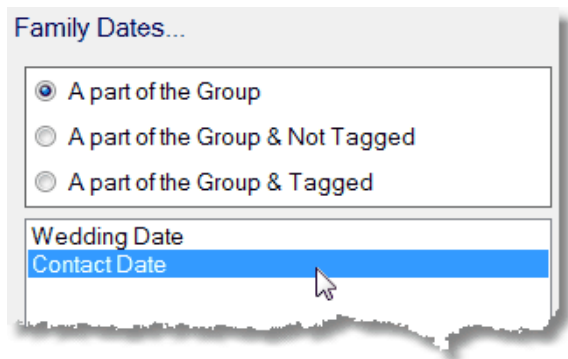 Family Dates...
A part of the Group
A part of the Group & Not Tagged
A part of the Group & Tagged
Wedding Date
Contact Date